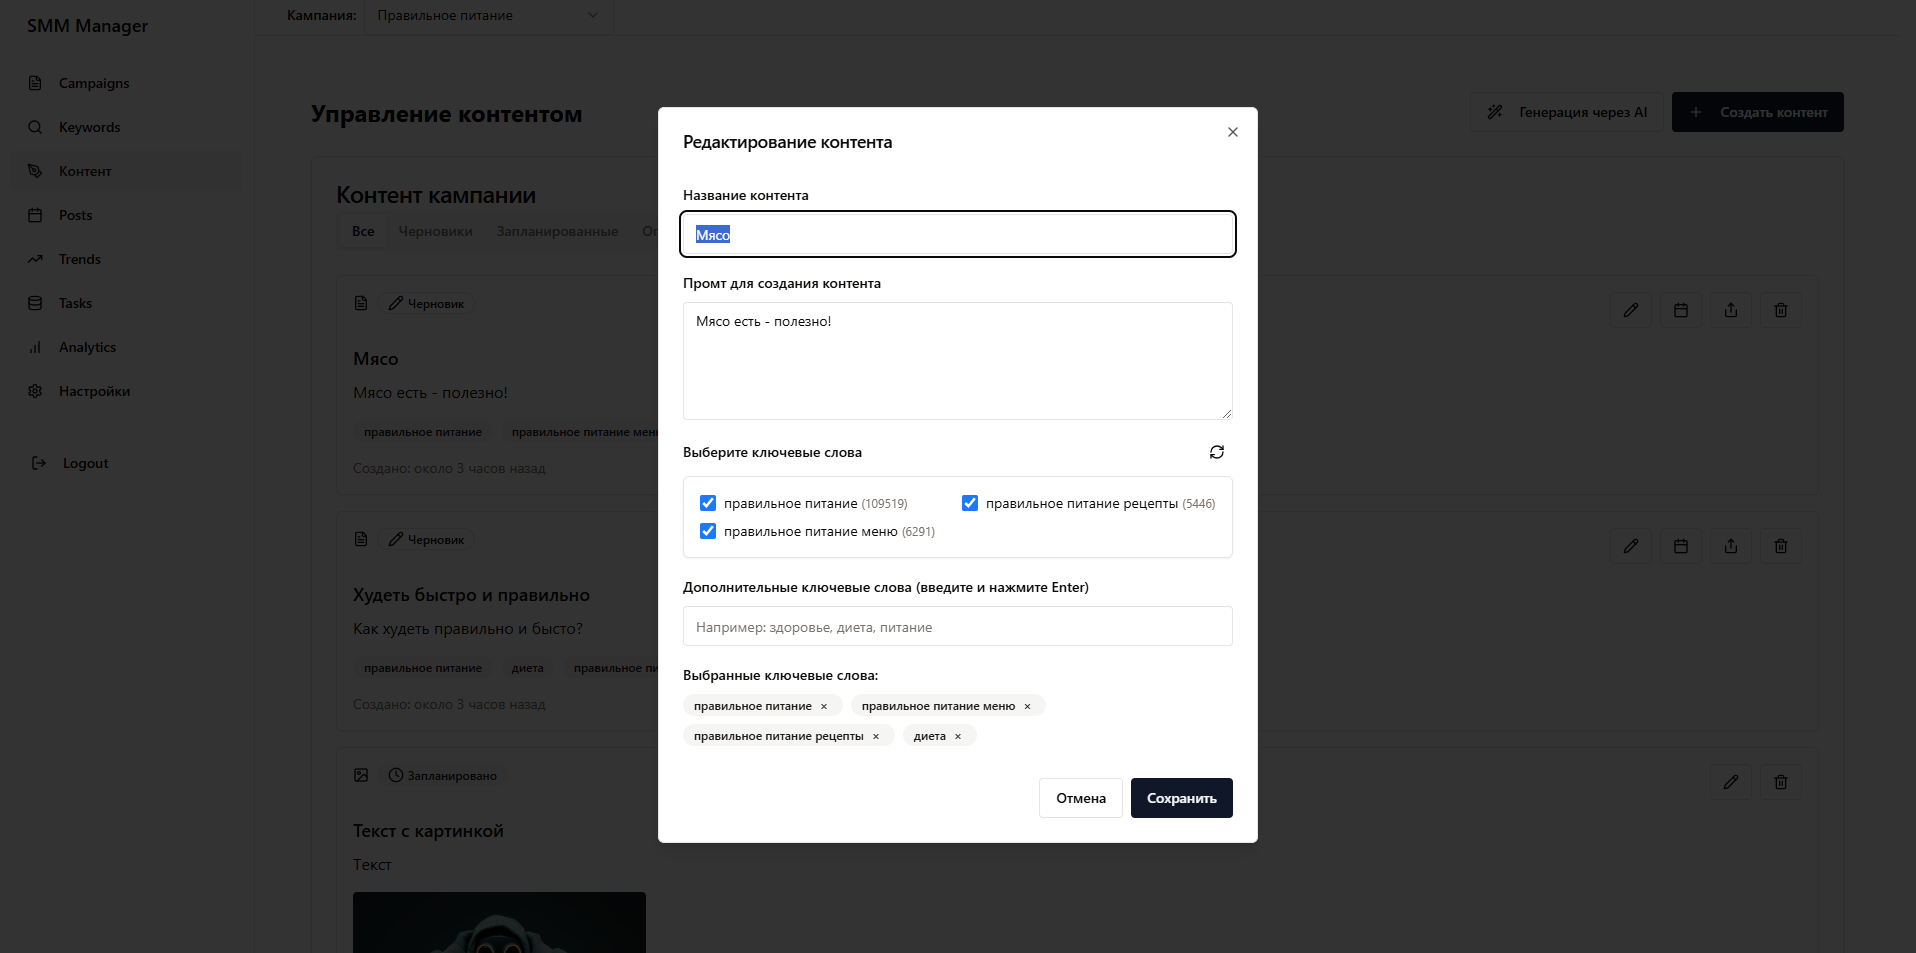 SMM Manager
Кампания: Правильное питание
Campaigns
Keywords
Контент
Posts
Trends
Tasks
Analytics
Настройки
Logout
Управление контентом
Генерация через AI
Создать контент
Контент кампании
Все Черновики Запланированные
Черновик
Мясо
Мясо есть - полезно!
правильное питание правильное питание
Создано: около 3 часов назад
Черновик
Худеть быстро и правильно
Как худеть правильно и бысто?
правильное питание диета правильное
Создано: около 3 часов назад
Запланировано
Текст с картинкой
Текст
Редактирование контента
Название контента
Мясо
Промт для создания контента
Мясо есть - полезно!
Выберите ключевые слова
правильное питание (109519) правильное питание рецепты (5446)
правильное питание меню (6291)
Дополнительные ключевые слова (введите и нажмите Enter)
Например: здоровье, диета, питание
Выбранные ключевые слова:
правильное питание × правильное питание меню ×
правильное питание рецепты × диета ×
Отмена Сохранить